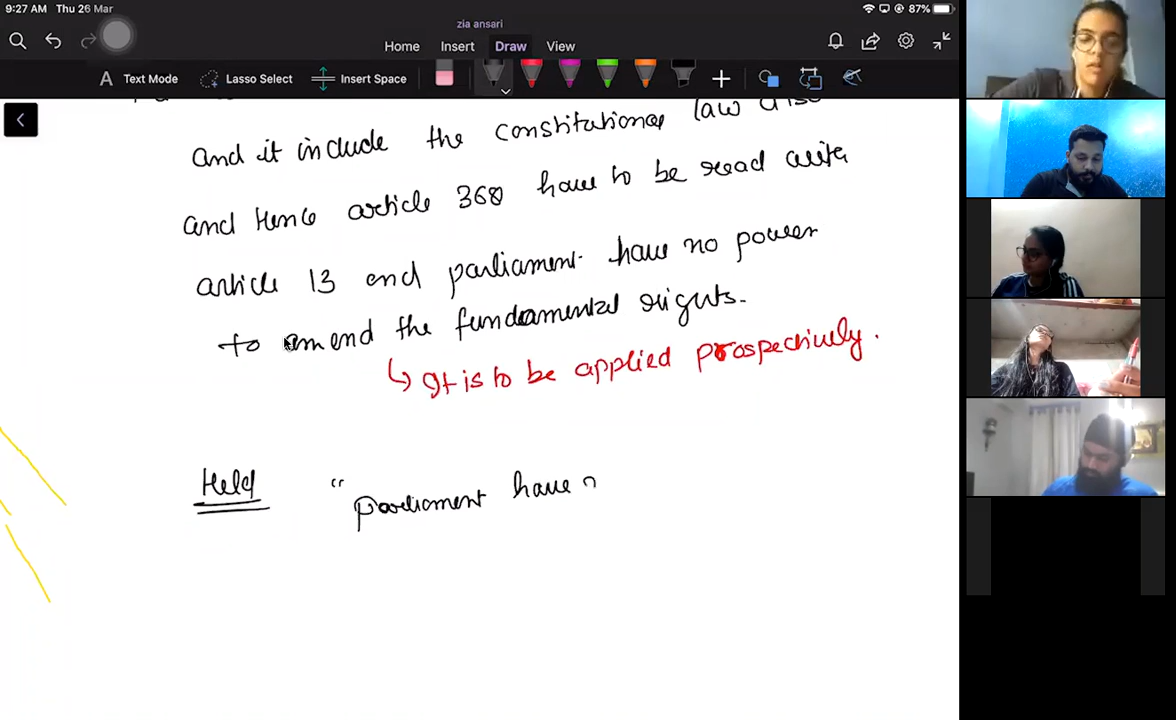 9:27 AM Thu 26 Mar
87%
zia ansari
Home Insert Draw View
Text Mode Lasso Select Insert Space
and it include the constitutional law also
and Hence article 368 have to be read with
article 13 and parliament have no power
to amend the fundamental rights.
↳ It is to be applied prospectively.
Held " parliament have